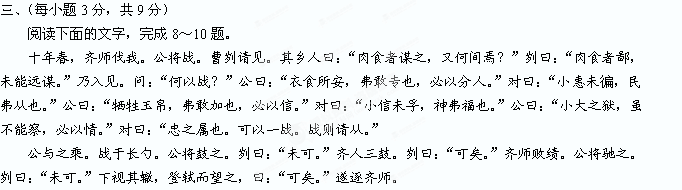 三、（每小题3分，共9分）
阅读下面的文字，完成8～10题。
十年春，齐师伐我。公将战。曹刿请见。其乡人曰：“肉食者谋之，又何间焉？”刿曰：“肉食者鄙，
未能远谋。”乃入见。问：“何以战？”公曰：“衣食所安，弗敢专也，必以分人。”对曰：“小惠未徧，民
弗从也。”公曰：“牺牲玉帛，弗敢加也，必以信。”对曰：“小信未孚，神弗福也。”公曰：“小大之狱，虽
不能察，必以情。”对曰：“忠之属也。可以一战。战则请从。”
公与之乘。战于长勺。公将鼓之。刿曰：“未可。”齐人三鼓。刿曰：“可矣。”齐师败绩。公将驰之。
刿曰：“未可。”下视其辙，登轼而望之，曰：“可矣。”遂逐齐师。